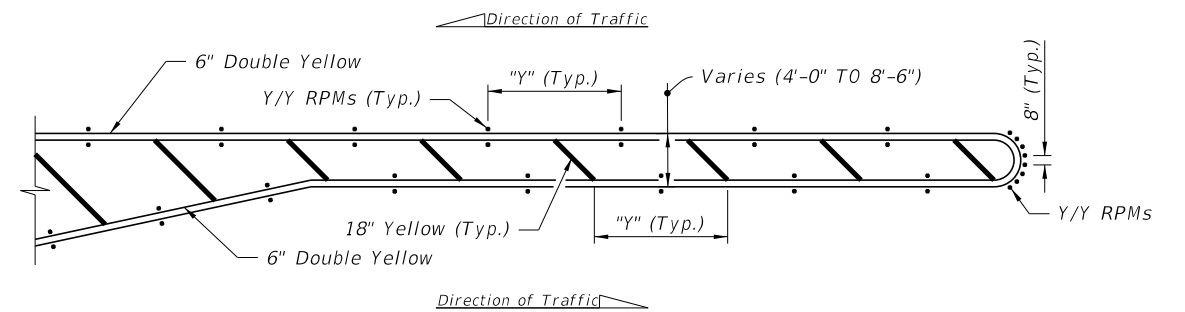 Direction of Traffic
6" Double Yellow
"Y" (Typ.)
Varies (4'-0" TO 8'-6")
8" (Typ.)
Y/Y RPMs (Typ.)
18" Yellow (Typ.)
"Y" (Typ.)
Y/Y RPMs
6" Double Yellow
Direction of Traffic